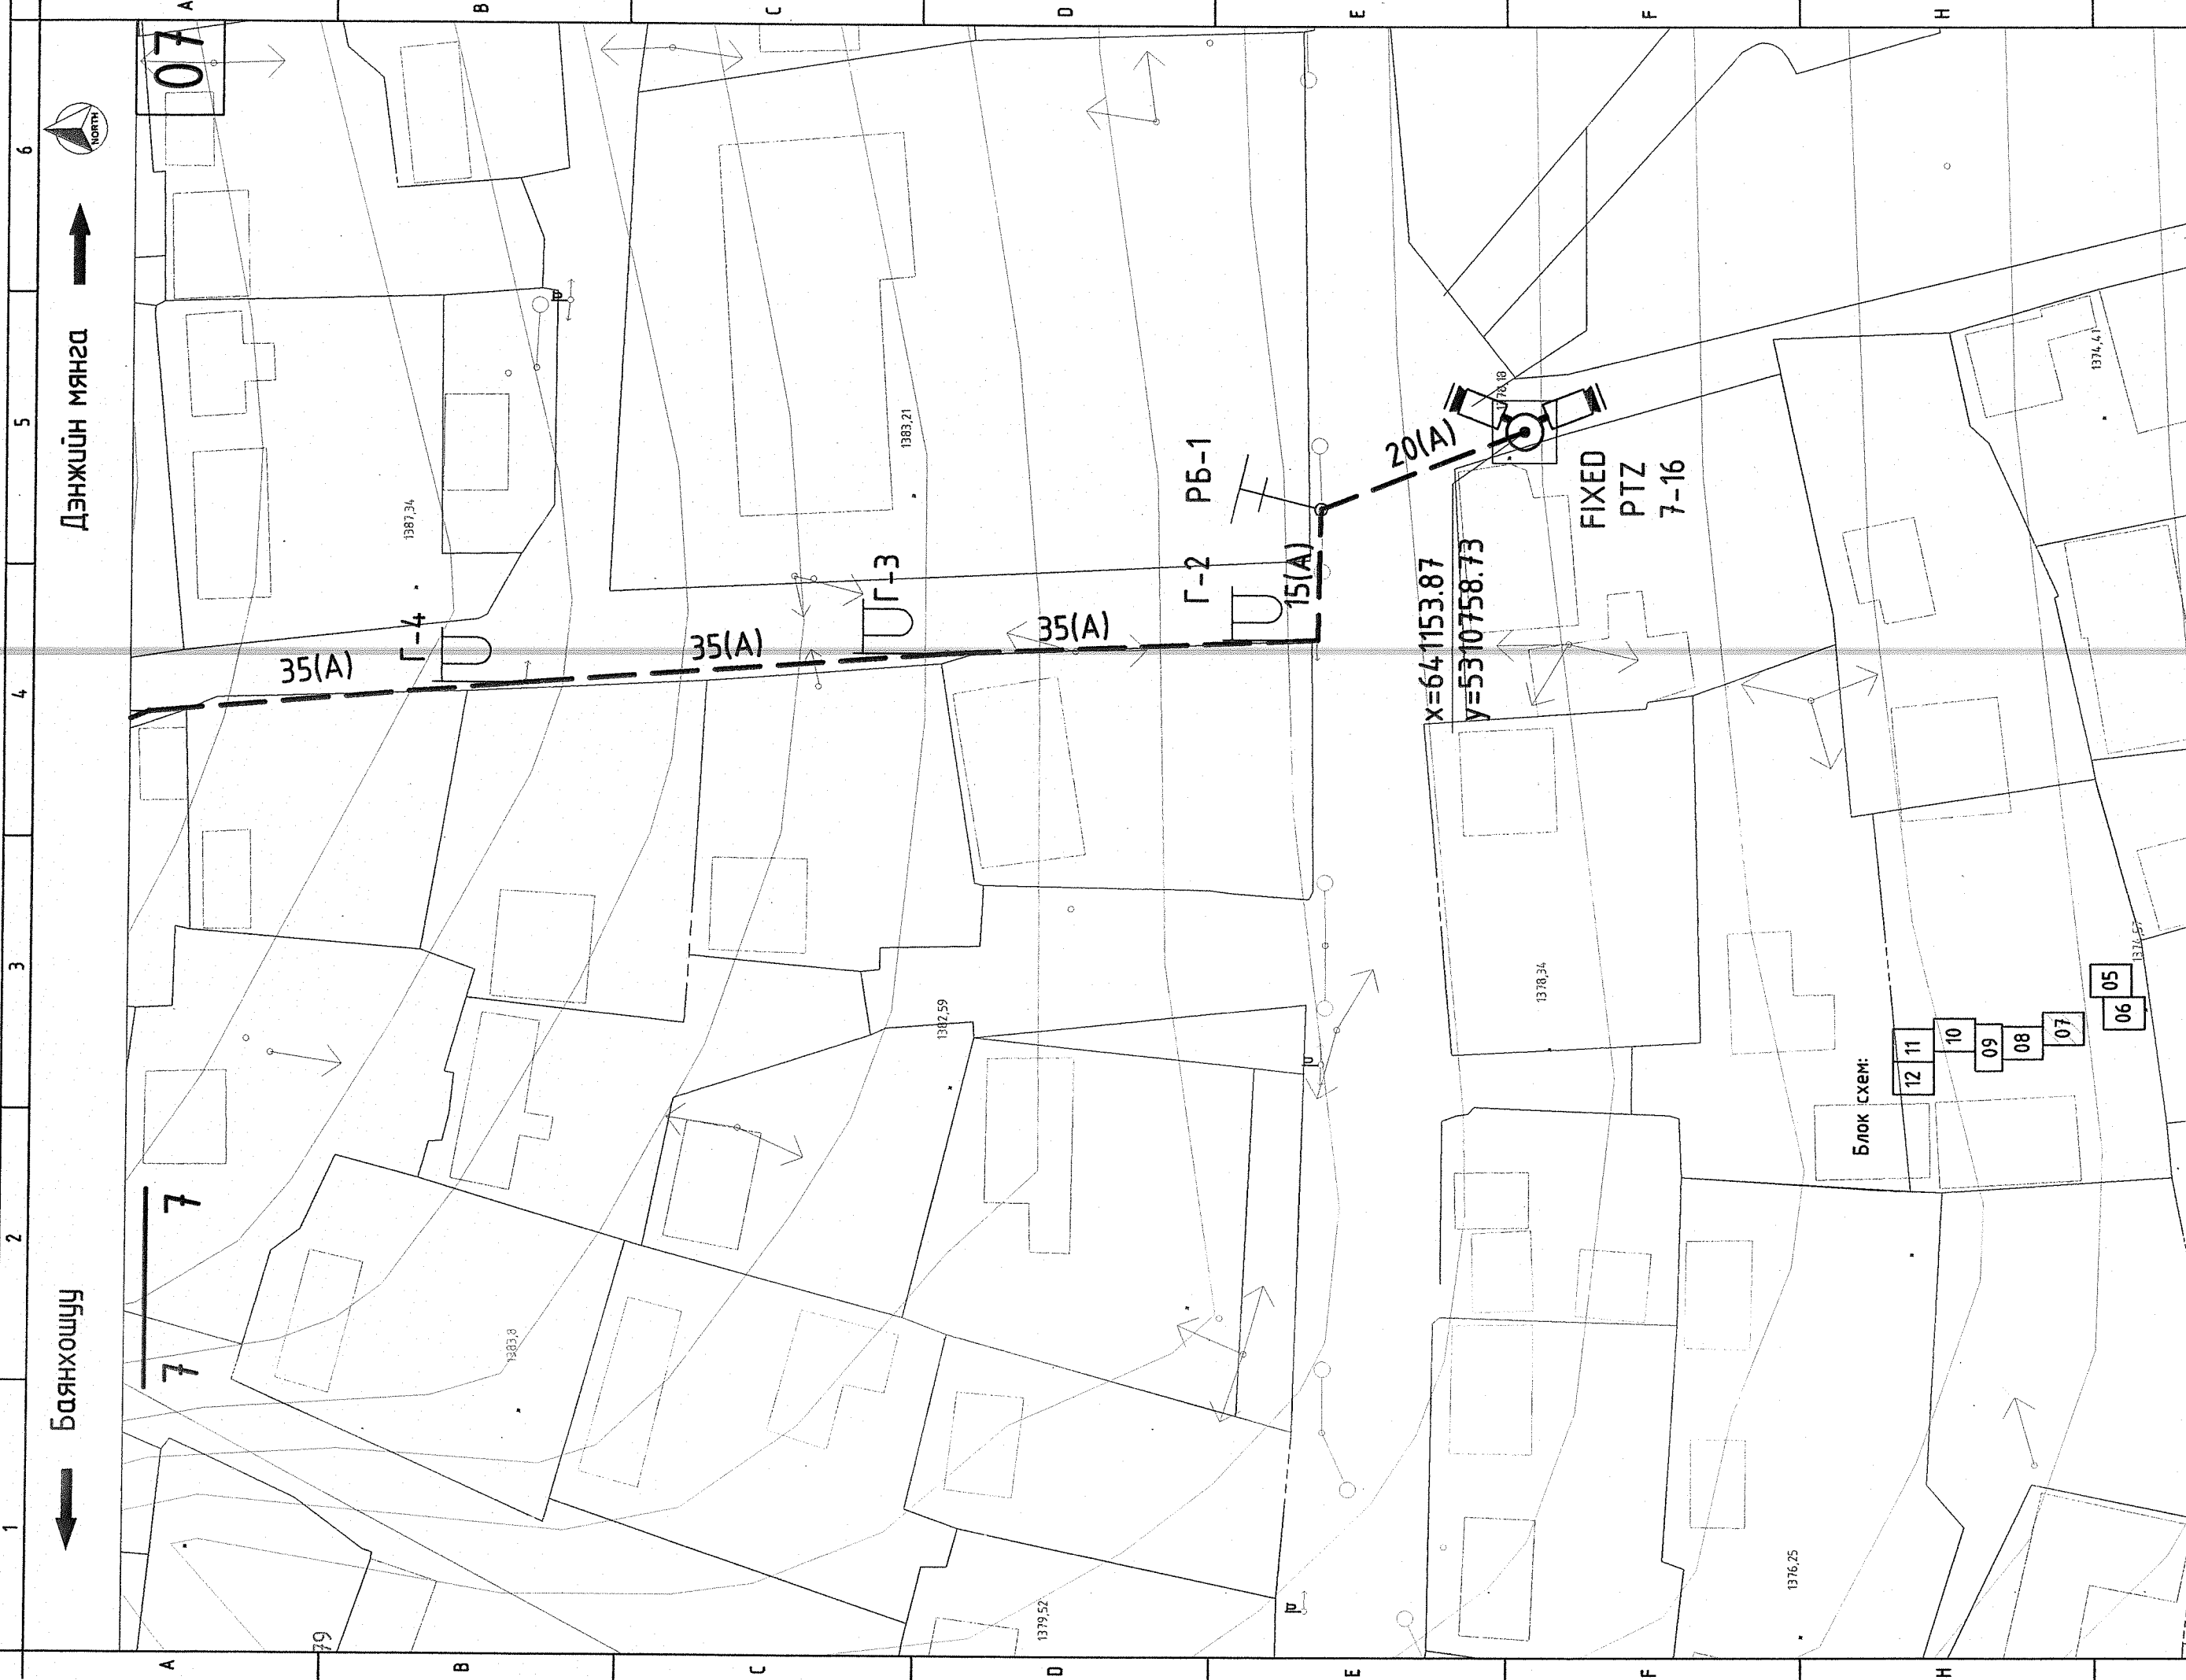 1
2
3
4
5
6
Баянхошуу
Дэнжийн мянга
NORTH
07
A
B
C
D
E
F
H
A
B
C
D
E
F
H
7 7
35(А)
Г-4
35(А)
Г-3
35(А)
Г-2
15(А)
РБ-1
20(А)
x=641153.87
y=5310758.73
FIXED
PTZ
7-16
1387,34
1383,21
1382,59
1383,8
1379,52
79
1378,34
1376,25
1374,41
Блок схем:
12
11
10
09
08
07
06
05